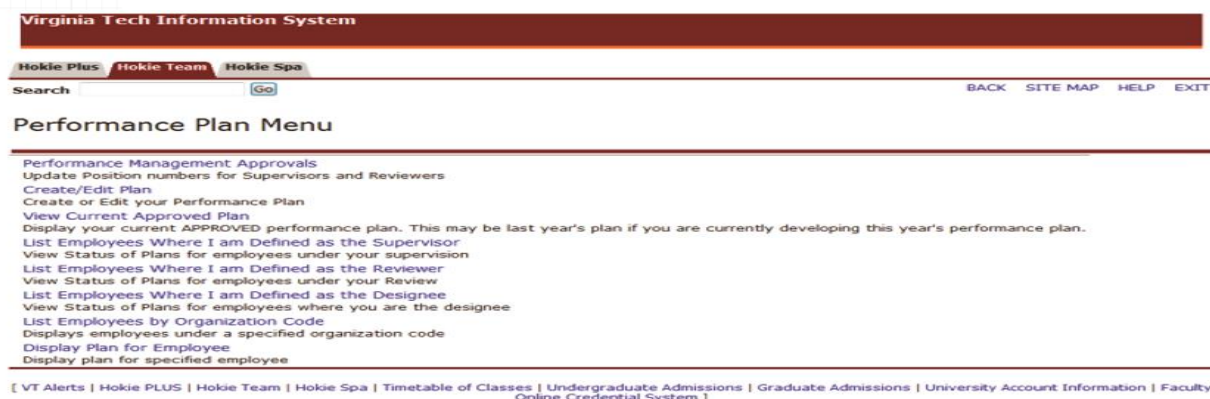 Virginia Tech Information System
Hokie Plus Hokie Team Hokie Spa
Search Go BACK SITE MAP HELP EXIT
Performance Plan Menu
Performance Management Approvals
Update Position numbers for Supervisors and Reviewers
Create/Edit Plan
Create or Edit your Performance Plan
View Current Approved Plan
Display your current APPROVED performance plan. This may be last year's plan if you are currently developing this year's performance plan.
List Employees Where I am Defined as the Supervisor
View Status of Plans for employees under your supervision
List Employees Where I am Defined as the Reviewer
View Status of Plans for employees under your Review
List Employees Where I am Defined as the Designee
View Status of Plans for employees where you are the designee
List Employees by Organization Code
Displays employees under a specified organization code
Display Plan for Employee
Display plan for specified employee
[ VT Alerts | Hokie PLUS | Hokie Team | Hokie Spa | Timetable of Classes | Undergraduate Admissions | Graduate Admissions | University Account Information | Faculty
Online Credential System ]